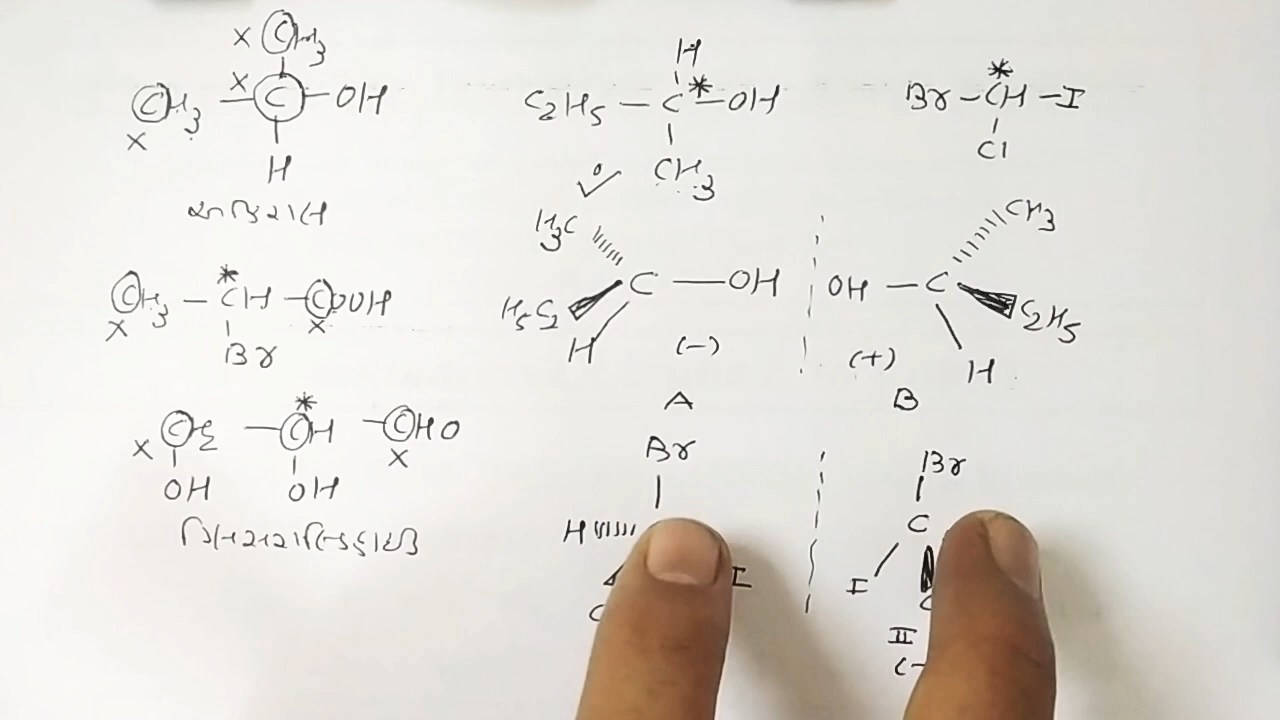 CH3
CH3 — C — OH
H
CH3 — *CH — COOH
Br
CH2 — *CH — CHO
OH OH
H
C2H5 — C* — OH
CH3
Br — *CH — I
Cl
H3C
C — OH
H5C2
H
(-)
A
CH3
OH — C
C2H5
H
(+)
B
Br
H
I
Br
C
I
II